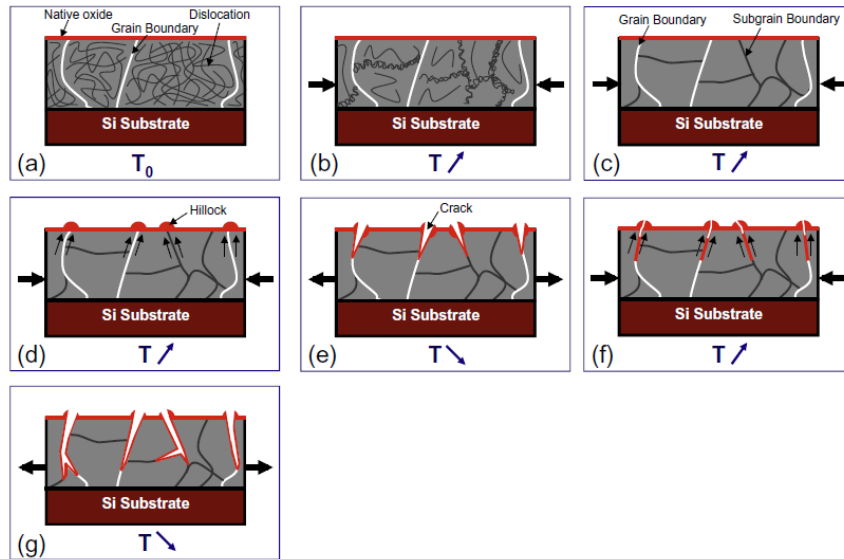 Native oxide
Dislocation
Grain Boundary
Si Substrate
(a)
T0
Si Substrate
(b)
T
Grain Boundary
Subgrain Boundary
Si Substrate
(c)
T
Hillock
Si Substrate
(d)
T
Crack
Si Substrate
(e)
T
Si Substrate
(f)
T
Si Substrate
(g)
T